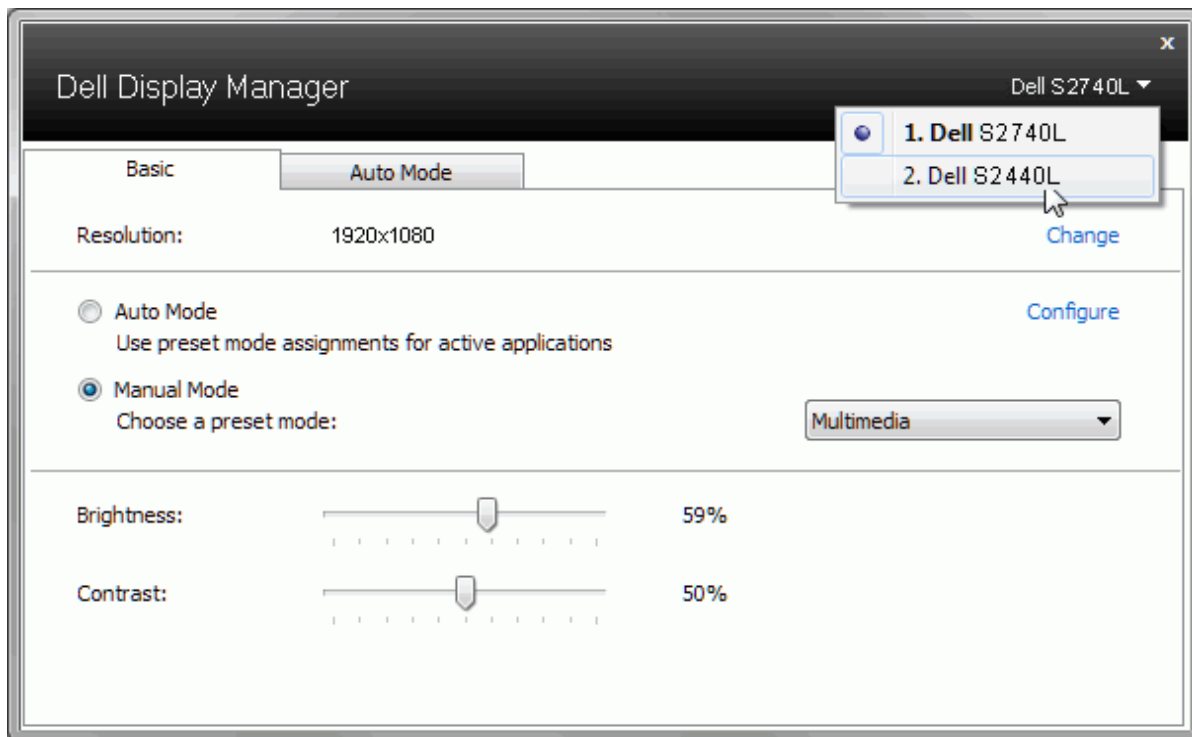 x
Dell Display Manager
Dell S2740L
1. Dell S2740L
2. Dell S2440L
Basic
Auto Mode
Resolution: 1920x1080 Change
Auto Mode Configure
Use preset mode assignments for active applications
Manual Mode
Choose a preset mode: Multimedia
Brightness: 59%
Contrast: 50%